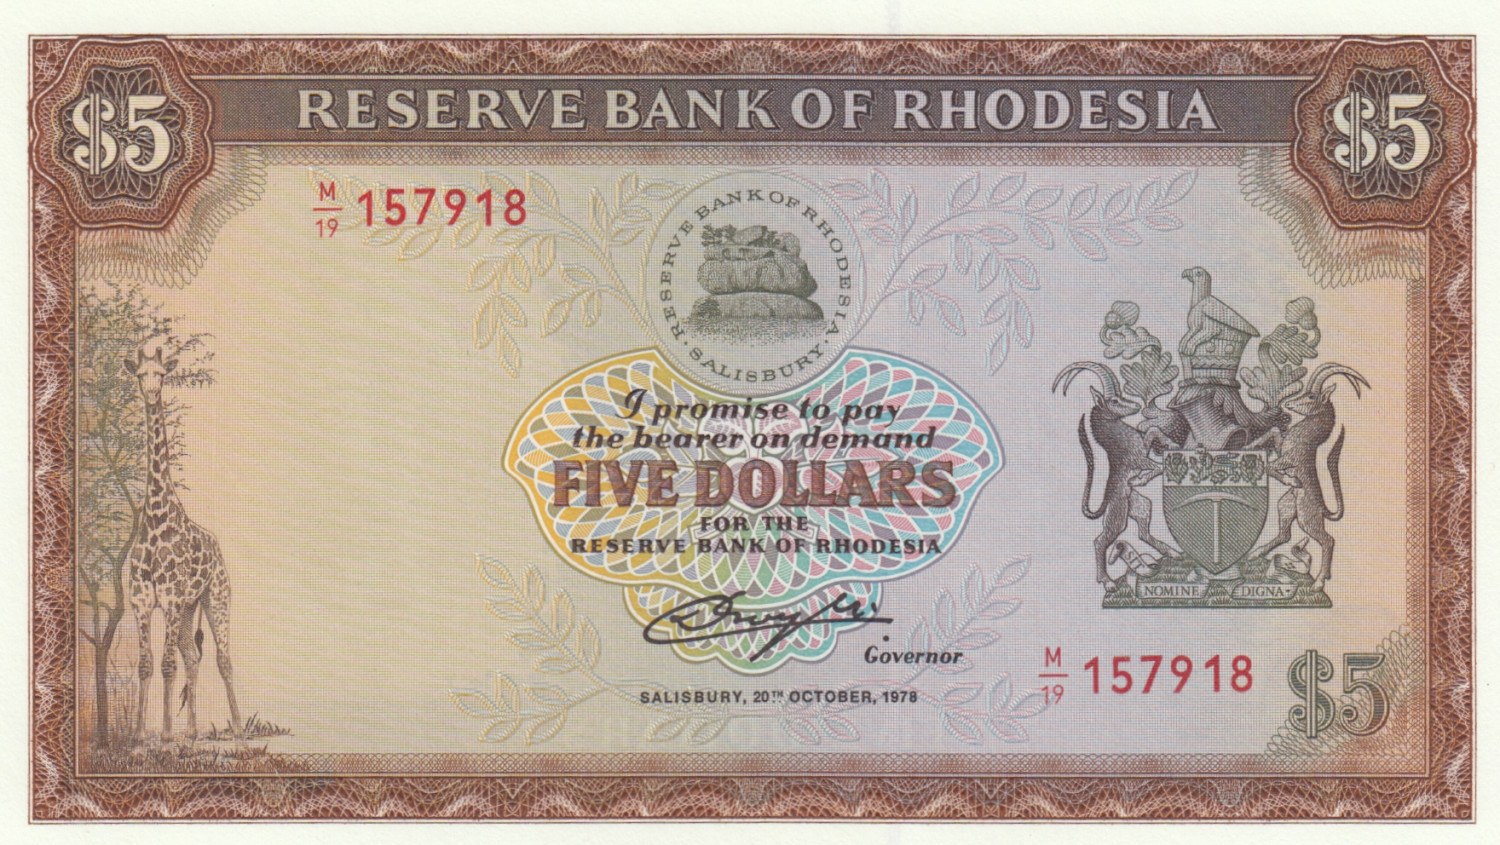 $5
RESERVE BANK OF RHODESIA
$5
M/19 157918
RESERVE BANK OF RHODESIA
· SALISBURY ·
I promise to pay
the bearer on demand
FIVE DOLLARS
FOR THE
RESERVE BANK OF RHODESIA
Governor
SALISBURY, 20TH OCTOBER, 1978
SIT NOMINE DIGNA
M/19 157918
$5